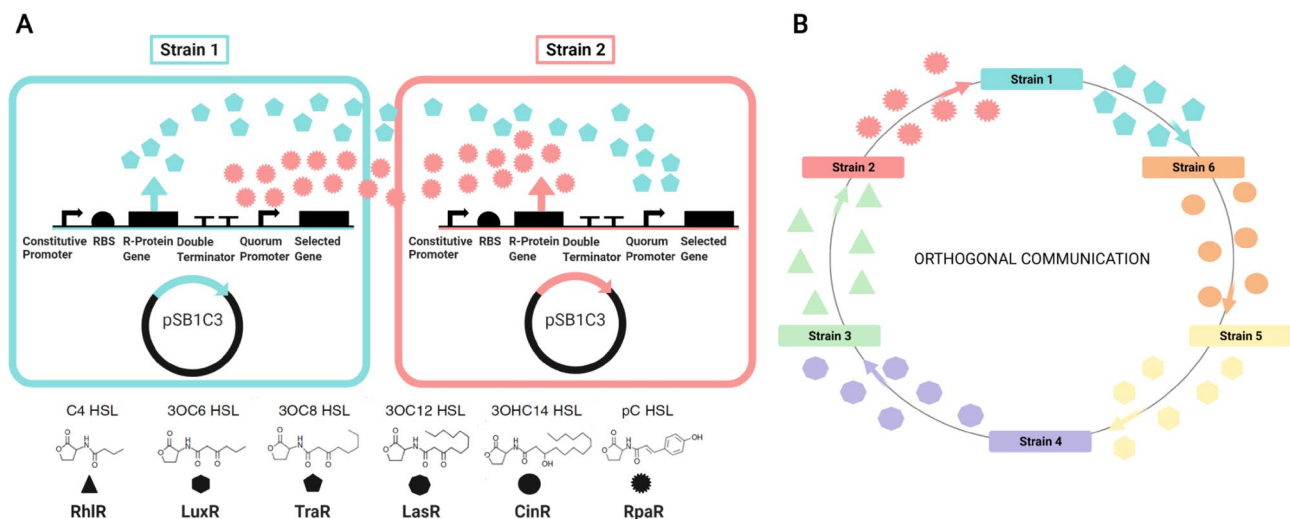 A
Strain 1
Strain 2
Constitutive RBS R-Protein Double Quorum Selected
Promoter Gene Terminator Promoter Gene
Constitutive RBS R-Protein Double Quorum Selected
Promoter Gene Terminator Promoter Gene
pSB1C3
pSB1C3
C4 HSL 3OC6 HSL 3OC8 HSL 3OC12 HSL 3OHC14 HSL pC HSL
O O H N O
O O H N O O
O O H N O O
O O H N O O
O O H N O OH
O O H N O OH
RhlR LuxR TraR LasR CinR RpaR
B
Strain 1
Strain 2
Strain 6
ORTHOGONAL COMMUNICATION
Strain 3
Strain 5
Strain 4